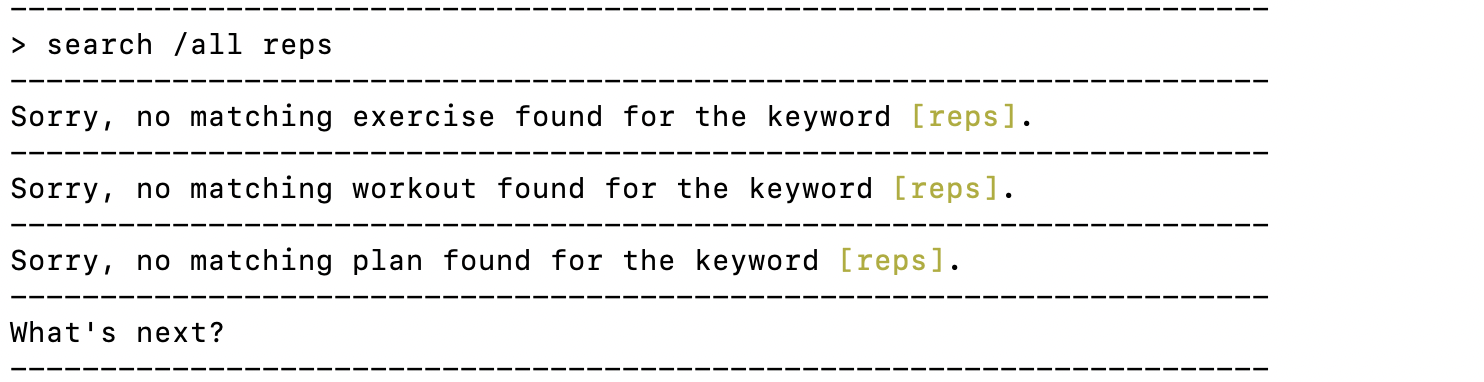 ----------------------------------------------------------------------
> search /all reps
----------------------------------------------------------------------
Sorry, no matching exercise found for the keyword [reps].
----------------------------------------------------------------------
Sorry, no matching workout found for the keyword [reps].
----------------------------------------------------------------------
Sorry, no matching plan found for the keyword [reps].
----------------------------------------------------------------------
What's next?
----------------------------------------------------------------------